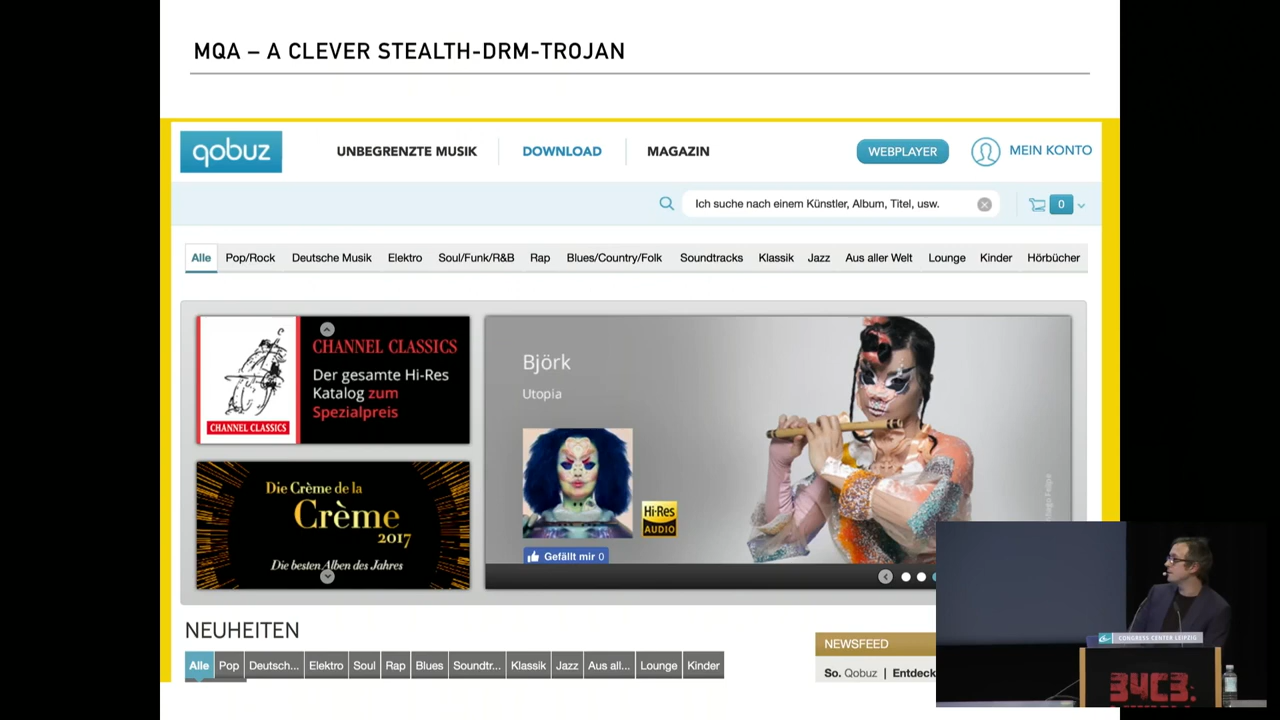 MQA – A CLEVER STEALTH-DRM-TROJAN
qobuz
UNBEGRENZTE MUSIK
DOWNLOAD
MAGAZIN
WEBPLAYER
MEIN KONTO
Ich suche nach einem Künstler, Album, Titel, usw.
0
Alle Pop/Rock Deutsche Musik Elektro Soul/Funk/R&B Rap Blues/Country/Folk Soundtracks Klassik Jazz Aus aller Welt Lounge Kinder Hörbücher
CHANNEL CLASSICS
Der gesamte Hi-Res
Katalog zum
Spezialpreis
CHANNEL CLASSICS
Die Crème de la
Crème
2017
Die besten Alben des Jahres
Björk
Utopia
Hi-Res
AUDIO
Gefällt mir 0
NEUHEITEN
Alle Pop Deutsch... Elektro Soul Rap Blues Soundtr... Klassik Jazz Aus all... Lounge Kinder
NEWSFEED
So. Qobuz | Entdeck
CONGRESS CENTER LEIPZIG
34C3.